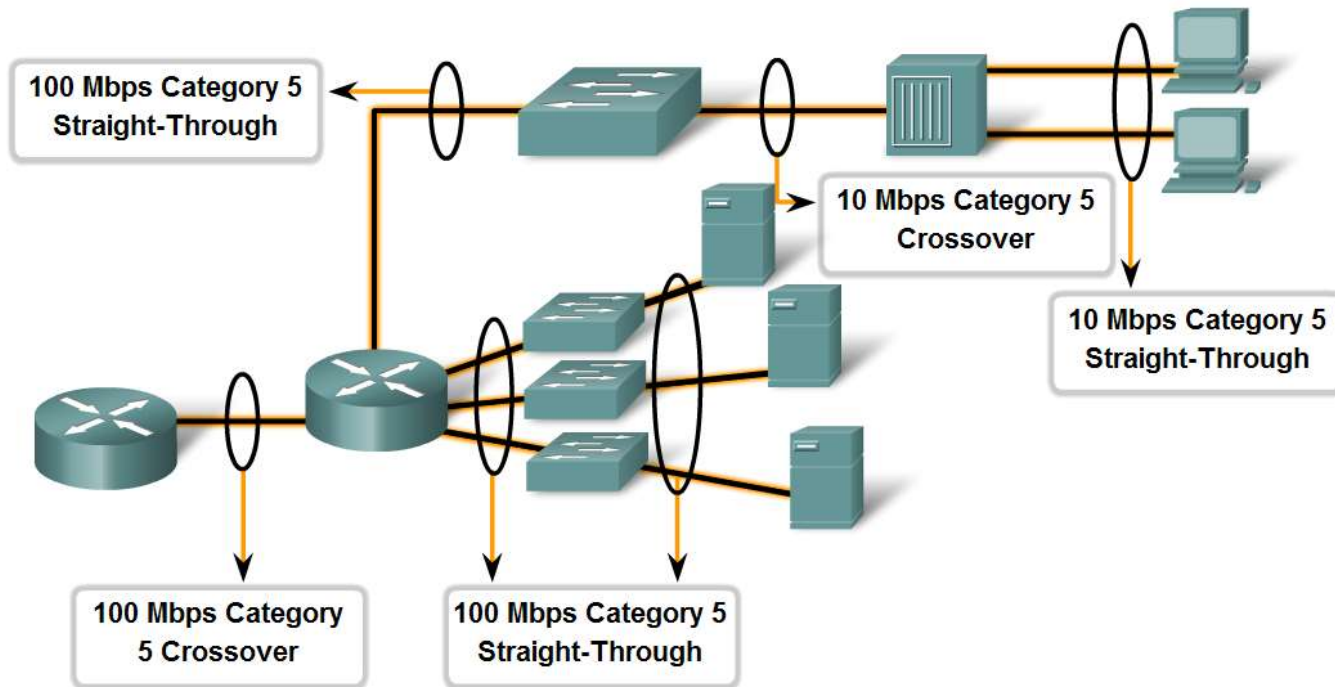 100 Mbps Category 5
Straight-Through
10 Mbps Category 5
Crossover
10 Mbps Category 5
Straight-Through
100 Mbps Category
5 Crossover
100 Mbps Category 5
Straight-Through